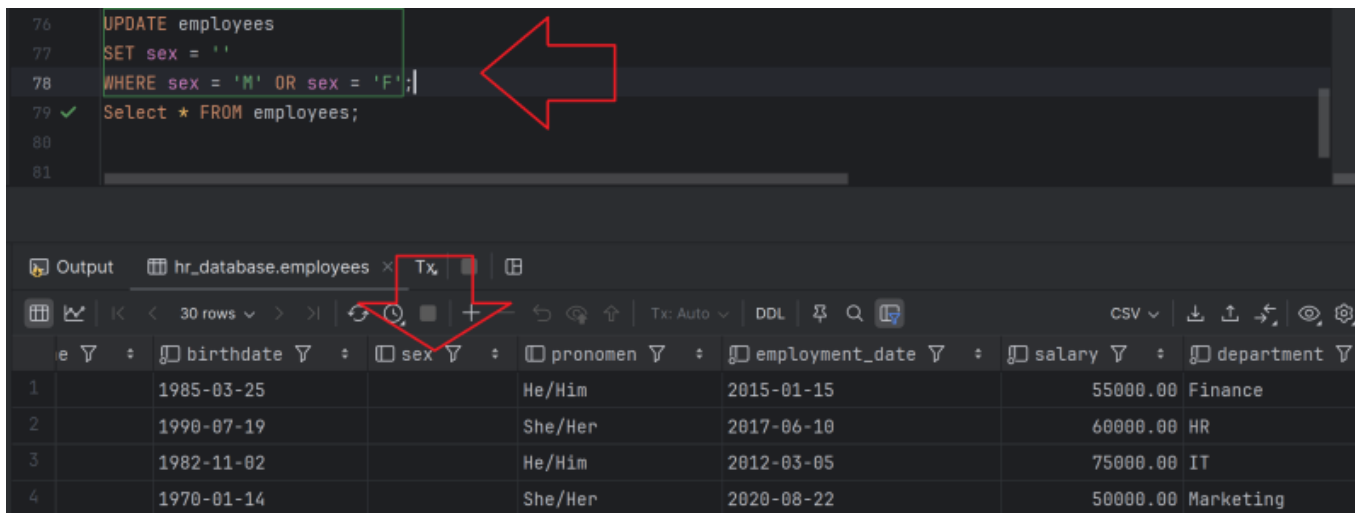 76 UPDATE employees
77 SET sex = ''
78 WHERE sex = 'M' OR sex = 'F';
79 Select * FROM employees;
80
81
Output hr_database.employees × Tx
30 rows Tx: Auto DDL CSV
e birthdate sex pronomen employment_date salary department
1 1985-03-25 He/Him 2015-01-15 55000.00 Finance
2 1990-07-19 She/Her 2017-06-10 60000.00 HR
3 1982-11-02 He/Him 2012-03-05 75000.00 IT
4 1970-01-14 She/Her 2020-08-22 50000.00 Marketing